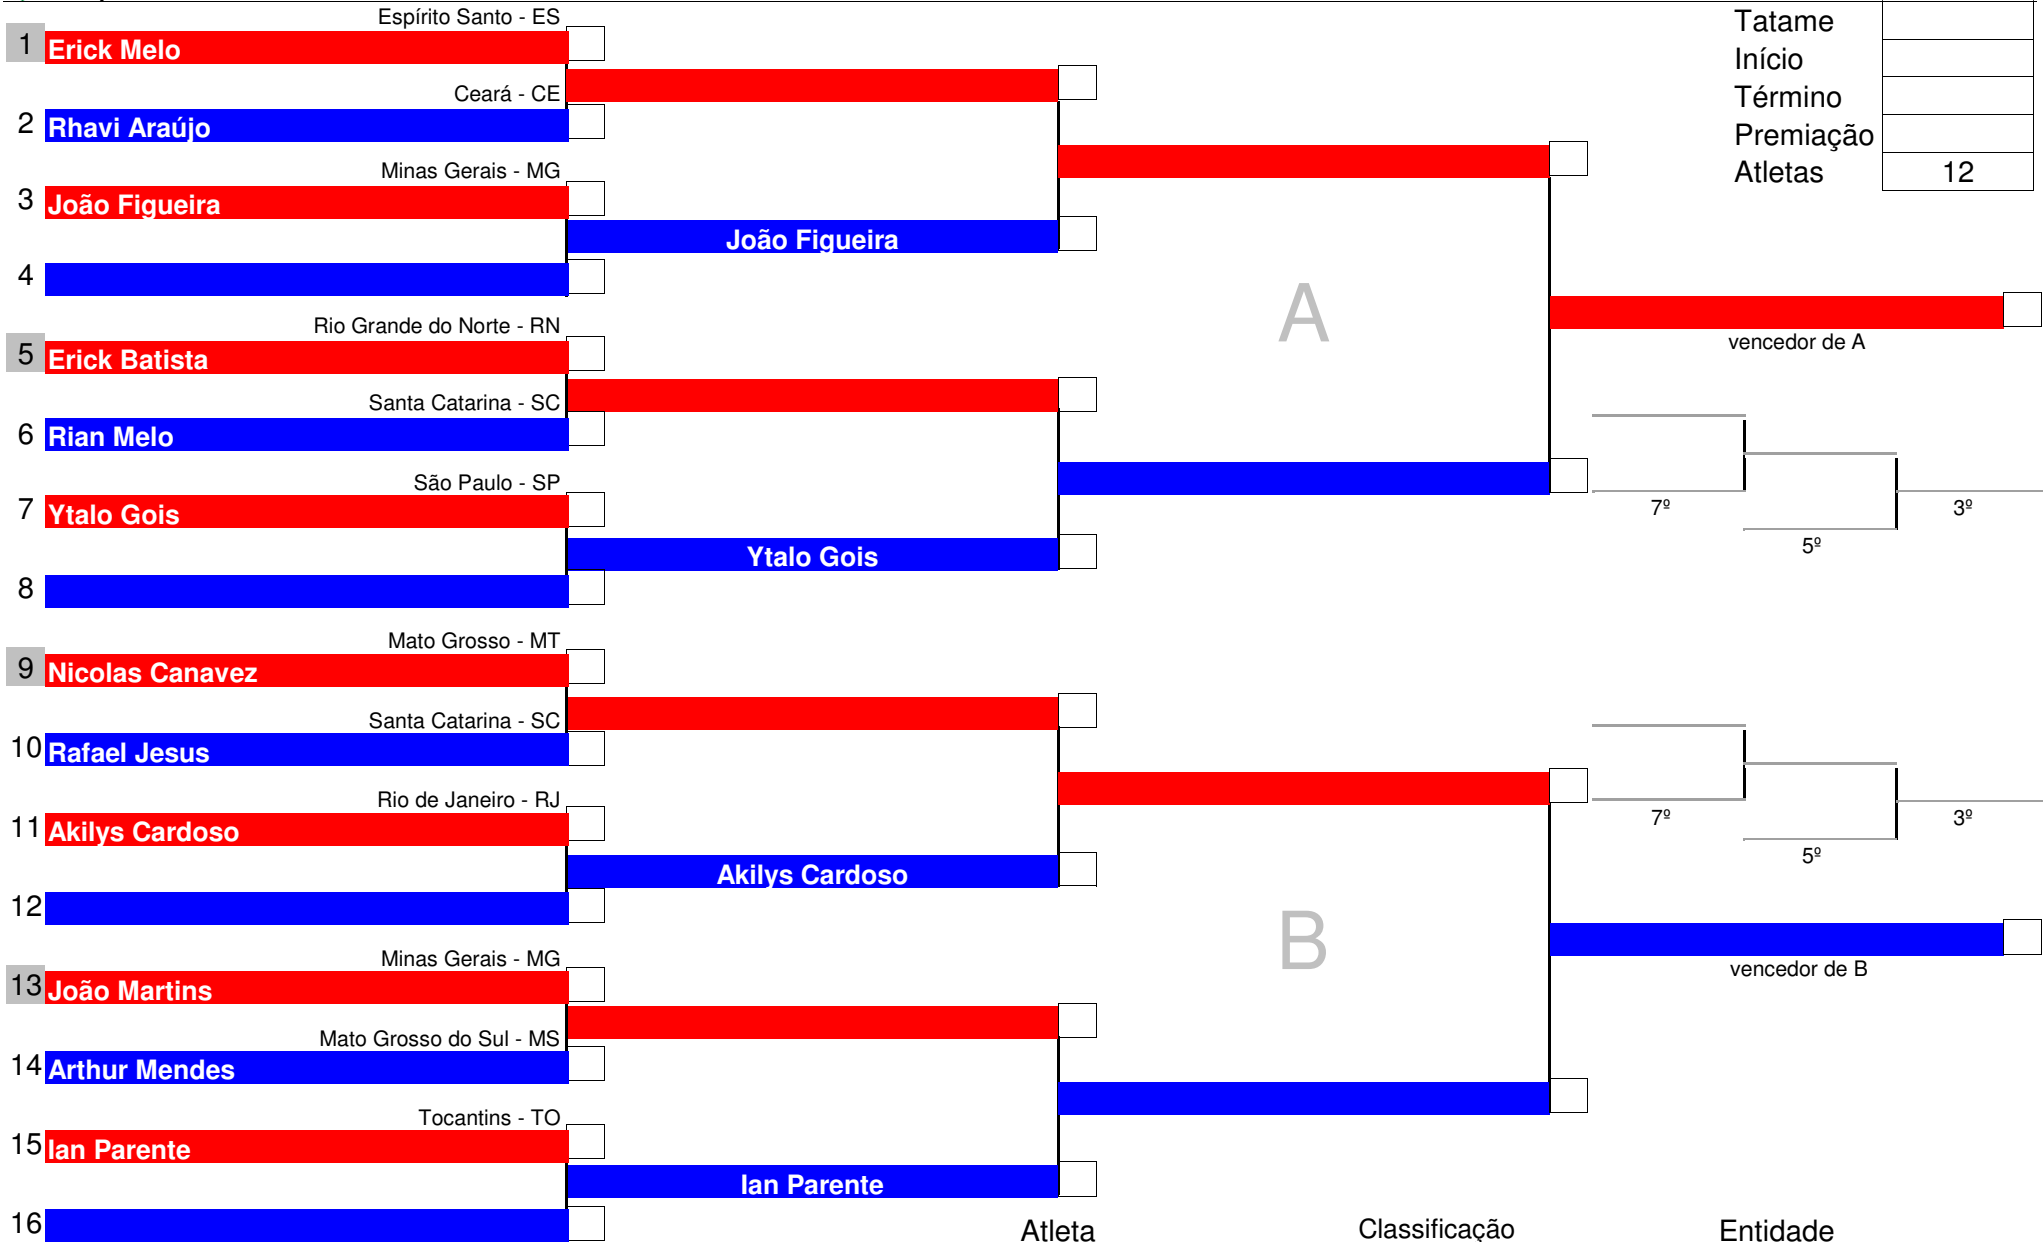 Espírito Santo - ES
1 Erick Melo
Ceará - CE
2 Rhavi Araújo
Minas Gerais - MG
3 João Figueira
João Figueira
4
Rio Grande do Norte - RN
5 Erick Batista
Santa Catarina - SC
6 Rian Melo
São Paulo - SP
7 Ytalo Gois
Ytalo Gois
8
Mato Grosso - MT
9 Nicolas Canavez
Santa Catarina - SC
10 Rafael Jesus
Rio de Janeiro - RJ
11 Akilys Cardoso
Akilys Cardoso
12
Minas Gerais - MG
13 João Martins
Mato Grosso do Sul - MS
14 Arthur Mendes
Tocantins - TO
15 Ian Parente
Ian Parente
16
A
B
Tatame
Início
Término
Premiação
Atletas 12
vencedor de A
7º
3º
5º
7º
3º
5º
vencedor de B
Atleta Classificação Entidade